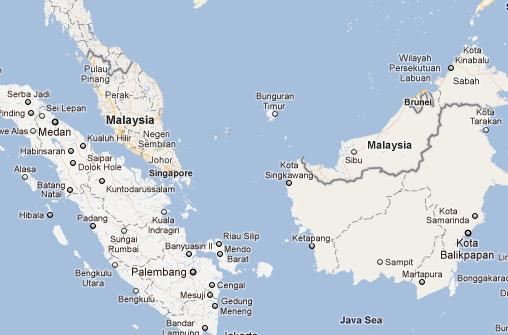 Kota
Kinabalu
Wilayah
Persekutuan
Labuan
Sabah
Pulau
Pinang
Perak
Bunguran
Timur
Brunei
Kota
Tarakan
Serba Jadi
Sei Lepan
Pinding
Medan
Malaysia
Kualuh Hilir
Negeri
Sembilan
Malaysia
Sibu
Habinsaran
Saipar
Dolok Hole
Johor
Singapore
Kota
Singkawang
Alasa
Batang
Natal
Kuntodarussalam
Hibala
Padang
Kuala
Indragiri
Kota
Samarinda
Sungai
Rumbai
Riau Silip
Banyuasin II
Mendo
Barat
Ketapang
Kota
Balikpapan
Sampit
Bengkulu
Utara
Palembang
Martapura
Bonggakarad
Cengal
Bengkulu
Mesuji
Gedung
Meneng
Bandar
Lampung
Java Sea